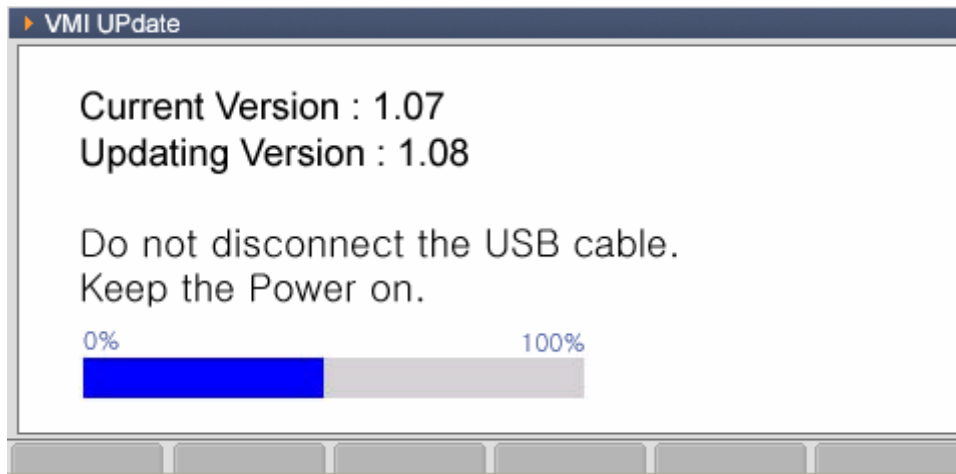 VMI UPdate
Current Version : 1.07
Updating Version : 1.08
Do not disconnect the USB cable.
Keep the Power on.
0% 100%